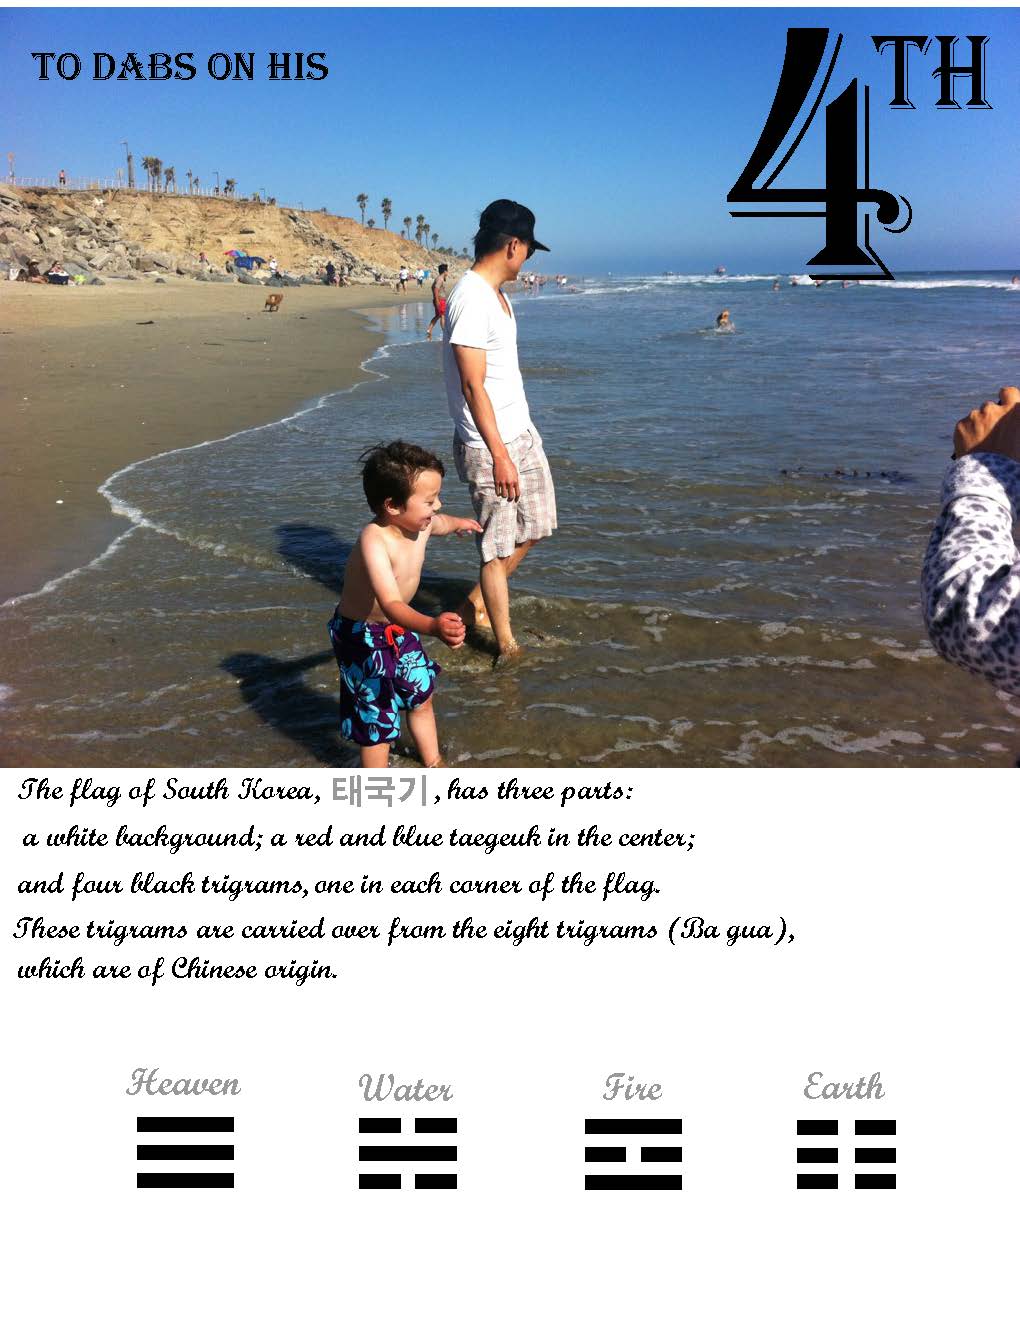 TO DABS ON HIS
4TH
The flag of South Korea, 태극기, has three parts:
a white background; a red and blue taegeuk in the center;
and four black trigrams, one in each corner of the flag.
These trigrams are carried over from the eight trigrams (Ba gua),
which are of Chinese origin.
Heaven Water Fire Earth